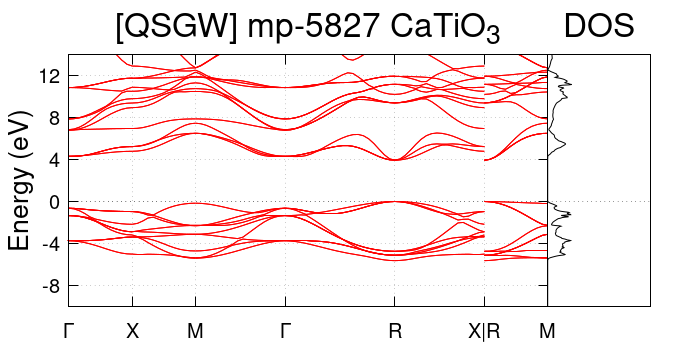 [QSGW] mp-5827 CaTiO₃ DOS
Energy (eV)
12
8
4
0
-4
-8
Γ X M Γ R X|R M